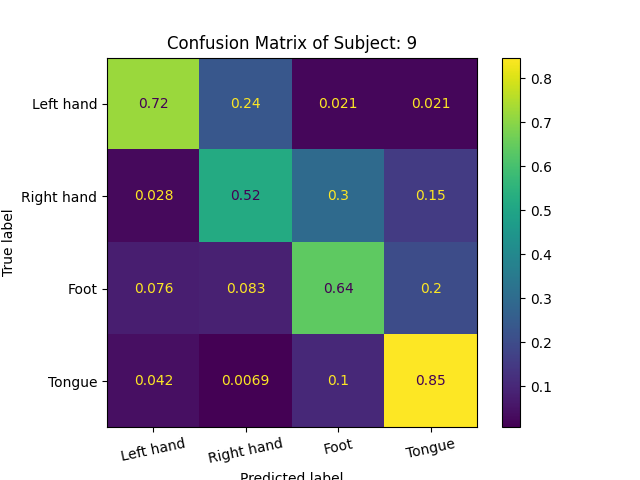 Confusion Matrix of Subject: 9
True label
Left hand 0.72 0.24 0.021 0.021
Right hand 0.028 0.52 0.3 0.15
Foot 0.076 0.083 0.64 0.2
Tongue 0.042 0.0069 0.1 0.85
Left hand Right hand Foot Tongue
Predicted label
0.8
0.7
0.6
0.5
0.4
0.3
0.2
0.1